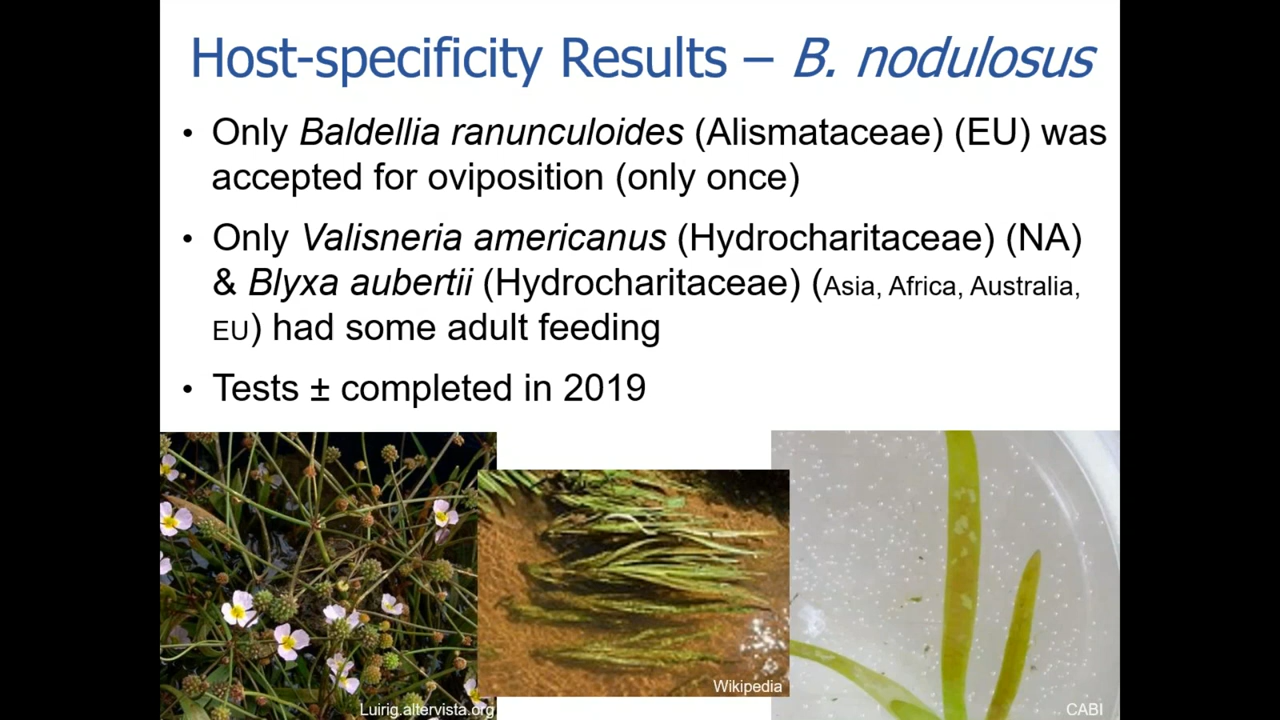 Host-specificity Results – B. nodulosus
• Only Baldellia ranunculoides (Alismataceae) (EU) was
accepted for oviposition (only once)
• Only Valisneria americanus (Hydrocharitaceae) (NA)
& Blyxa aubertii (Hydrocharitaceae) (Asia, Africa, Australia,
EU) had some adult feeding
• Tests ± completed in 2019
Luirig.altervista.org
Wikipedia
CABI